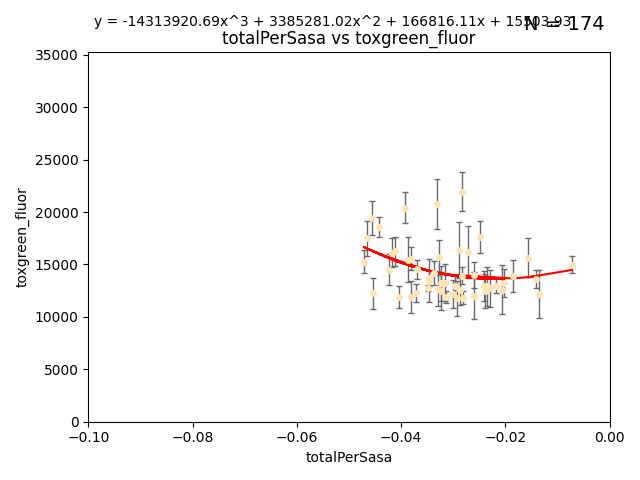 y = -14313920.69x^3 + 3385281.02x^2 + 166816.11x + 15503.93
N = 174
totalPerSasa vs toxgreen_fluor
35000
30000
25000
20000
15000
10000
5000
0
toxgreen_fluor
−0.10 −0.08 −0.06 −0.04 −0.02 0.00
totalPerSasa